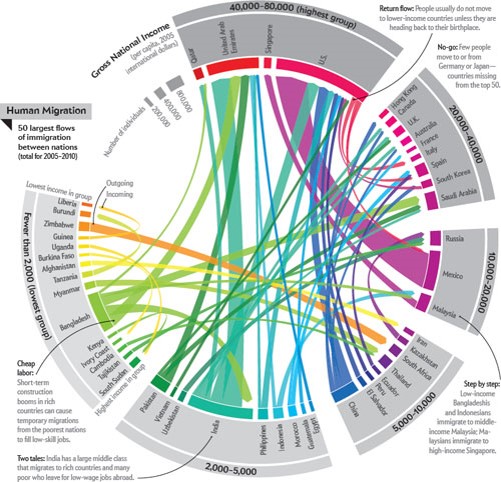 40,000–80,000 (highest group)
Gross National Income
(per capita, 2005
international dollars)
Qatar
United Arab
Emirates
Singapore
U.S.
Return flow: People usually do not move
to lower-income countries unless they are
heading back to their birthplace.
No-go: Few people
move to or from
Germany or Japan—
countries missing
from the top 50.
Number of individuals
200,000
400,000
800,000
Human Migration
50 largest flows
of immigration
between nations
(total for 2005–2010)
20,000–40,000
Hong Kong
Canada
U.K.
Australia
France
Italy
Spain
South Korea
Saudi Arabia
Outgoing
Incoming
Lowest income in group
Liberia
Burundi
Zimbabwe
Guinea
Uganda
Burkina Faso
Afghanistan
Tanzania
Myanmar
Bangladesh
Kenya
Ivory Coast
Cambodia
Tajikistan
South Sudan
Highest income in group
Fewer than 2,000 (lowest group)
10,000–20,000
Russia
Mexico
Malaysia
Cheap
labor:
Short-term
construction
booms in rich
countries can cause
temporary migrations
from the poorest nations
to fill low-skill jobs.
Iran
Kazakhstan
South Africa
Thailand
Ecuador
Peru
El Salvador
China
5,000–10,000
Step by step:
Low-income
Bangladeshis
and Indonesians
immigrate to middle-
income Malaysia; Ma-
laysians immigrate to
high-income Singapore.
Pakistan
Vietnam
Uzbekistan
India
Philippines
Indonesia
Morocco
Guatemala
Egypt
2,000–5,000
Two tales: India has a large middle class
that migrates to rich countries and many
poor who leave for low-wage jobs abroad.